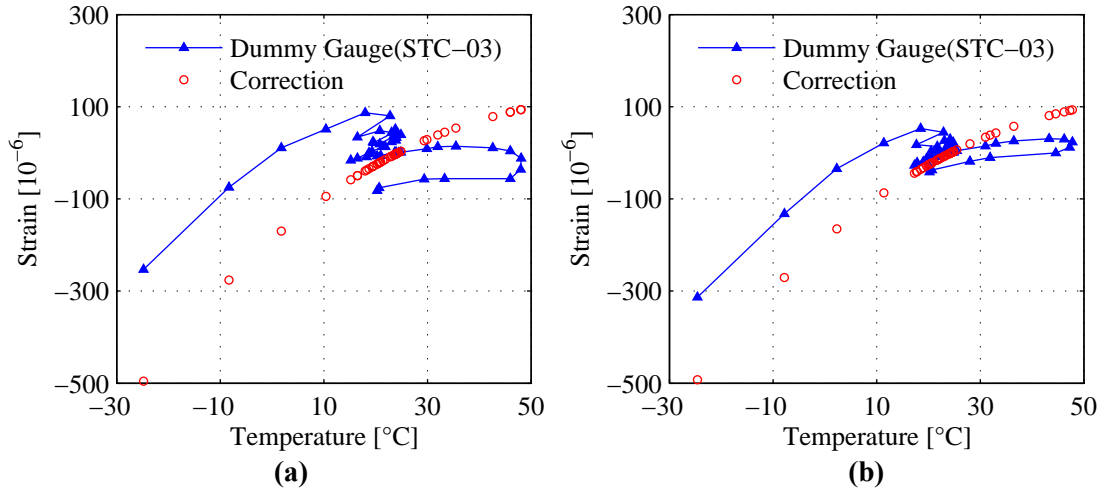 300
100
−100
−300
−500
Strain [10−6]
Dummy Gauge(STC−03)
Correction
−30
−10
10
30
50
Temperature [°C]
(a)
300
100
−100
−300
−500
Strain [10−6]
Dummy Gauge(STC−03)
Correction
−30
−10
10
30
50
Temperature [°C]
(b)